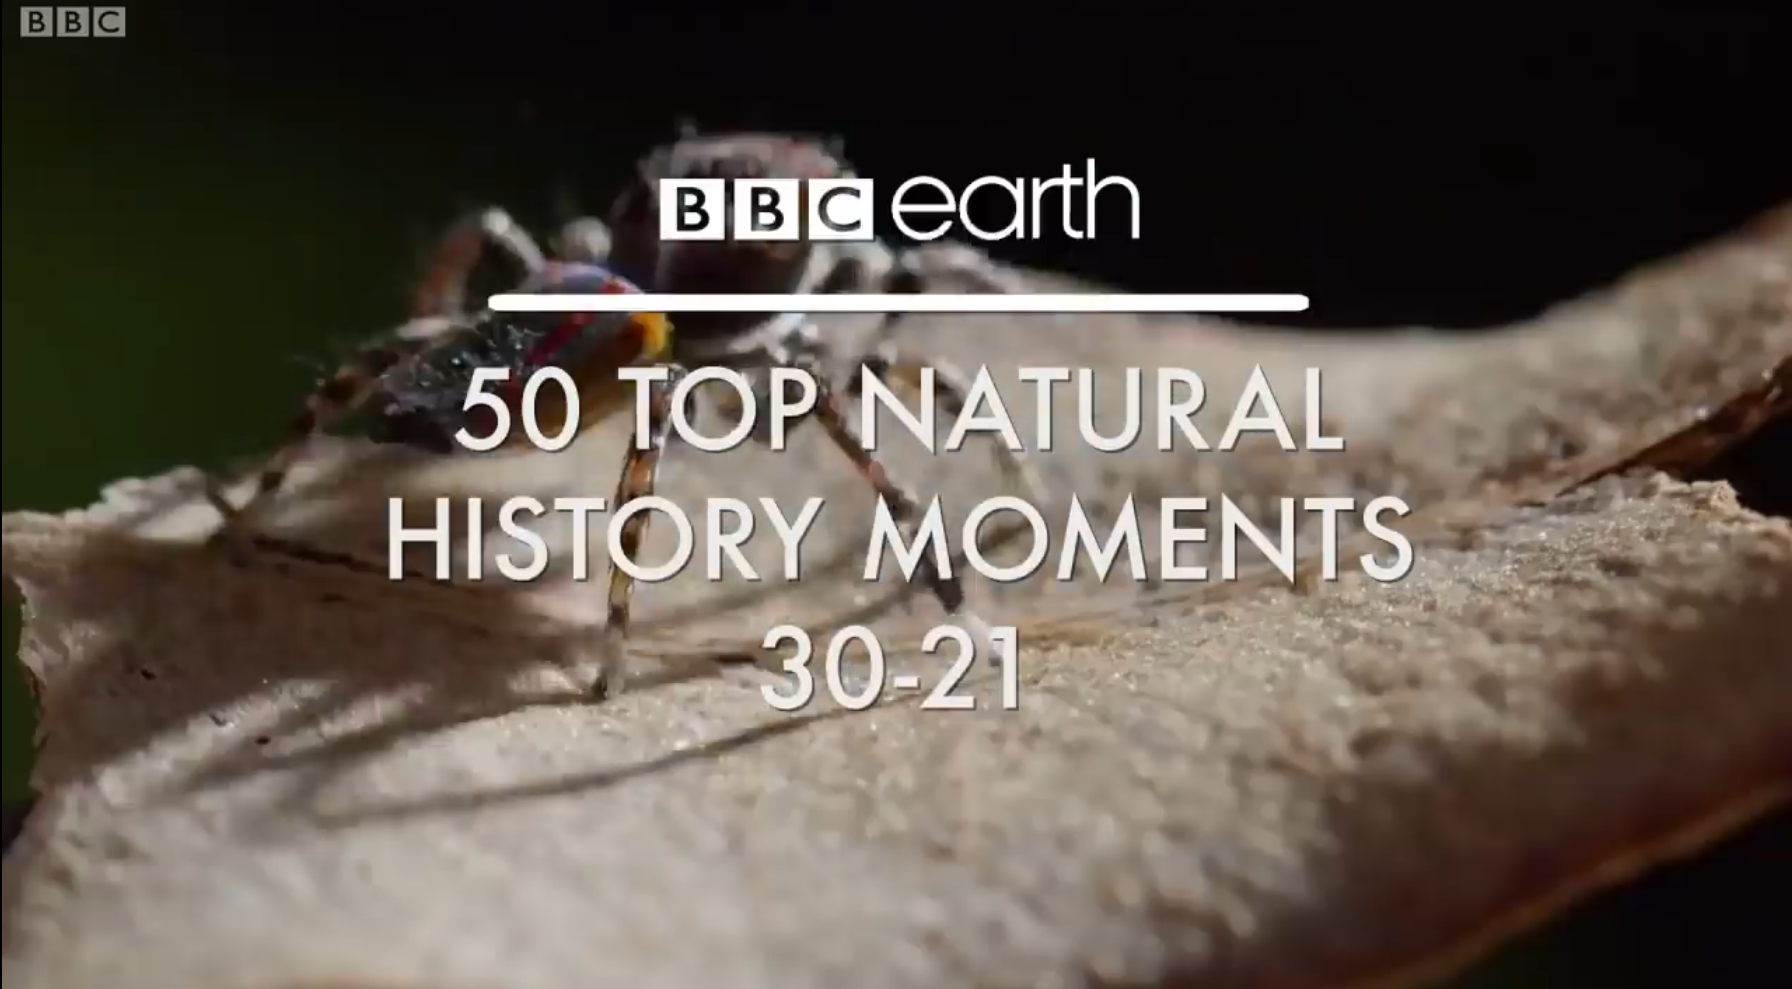 BBC
BBC earth
50 TOP NATURAL
HISTORY MOMENTS
30-21